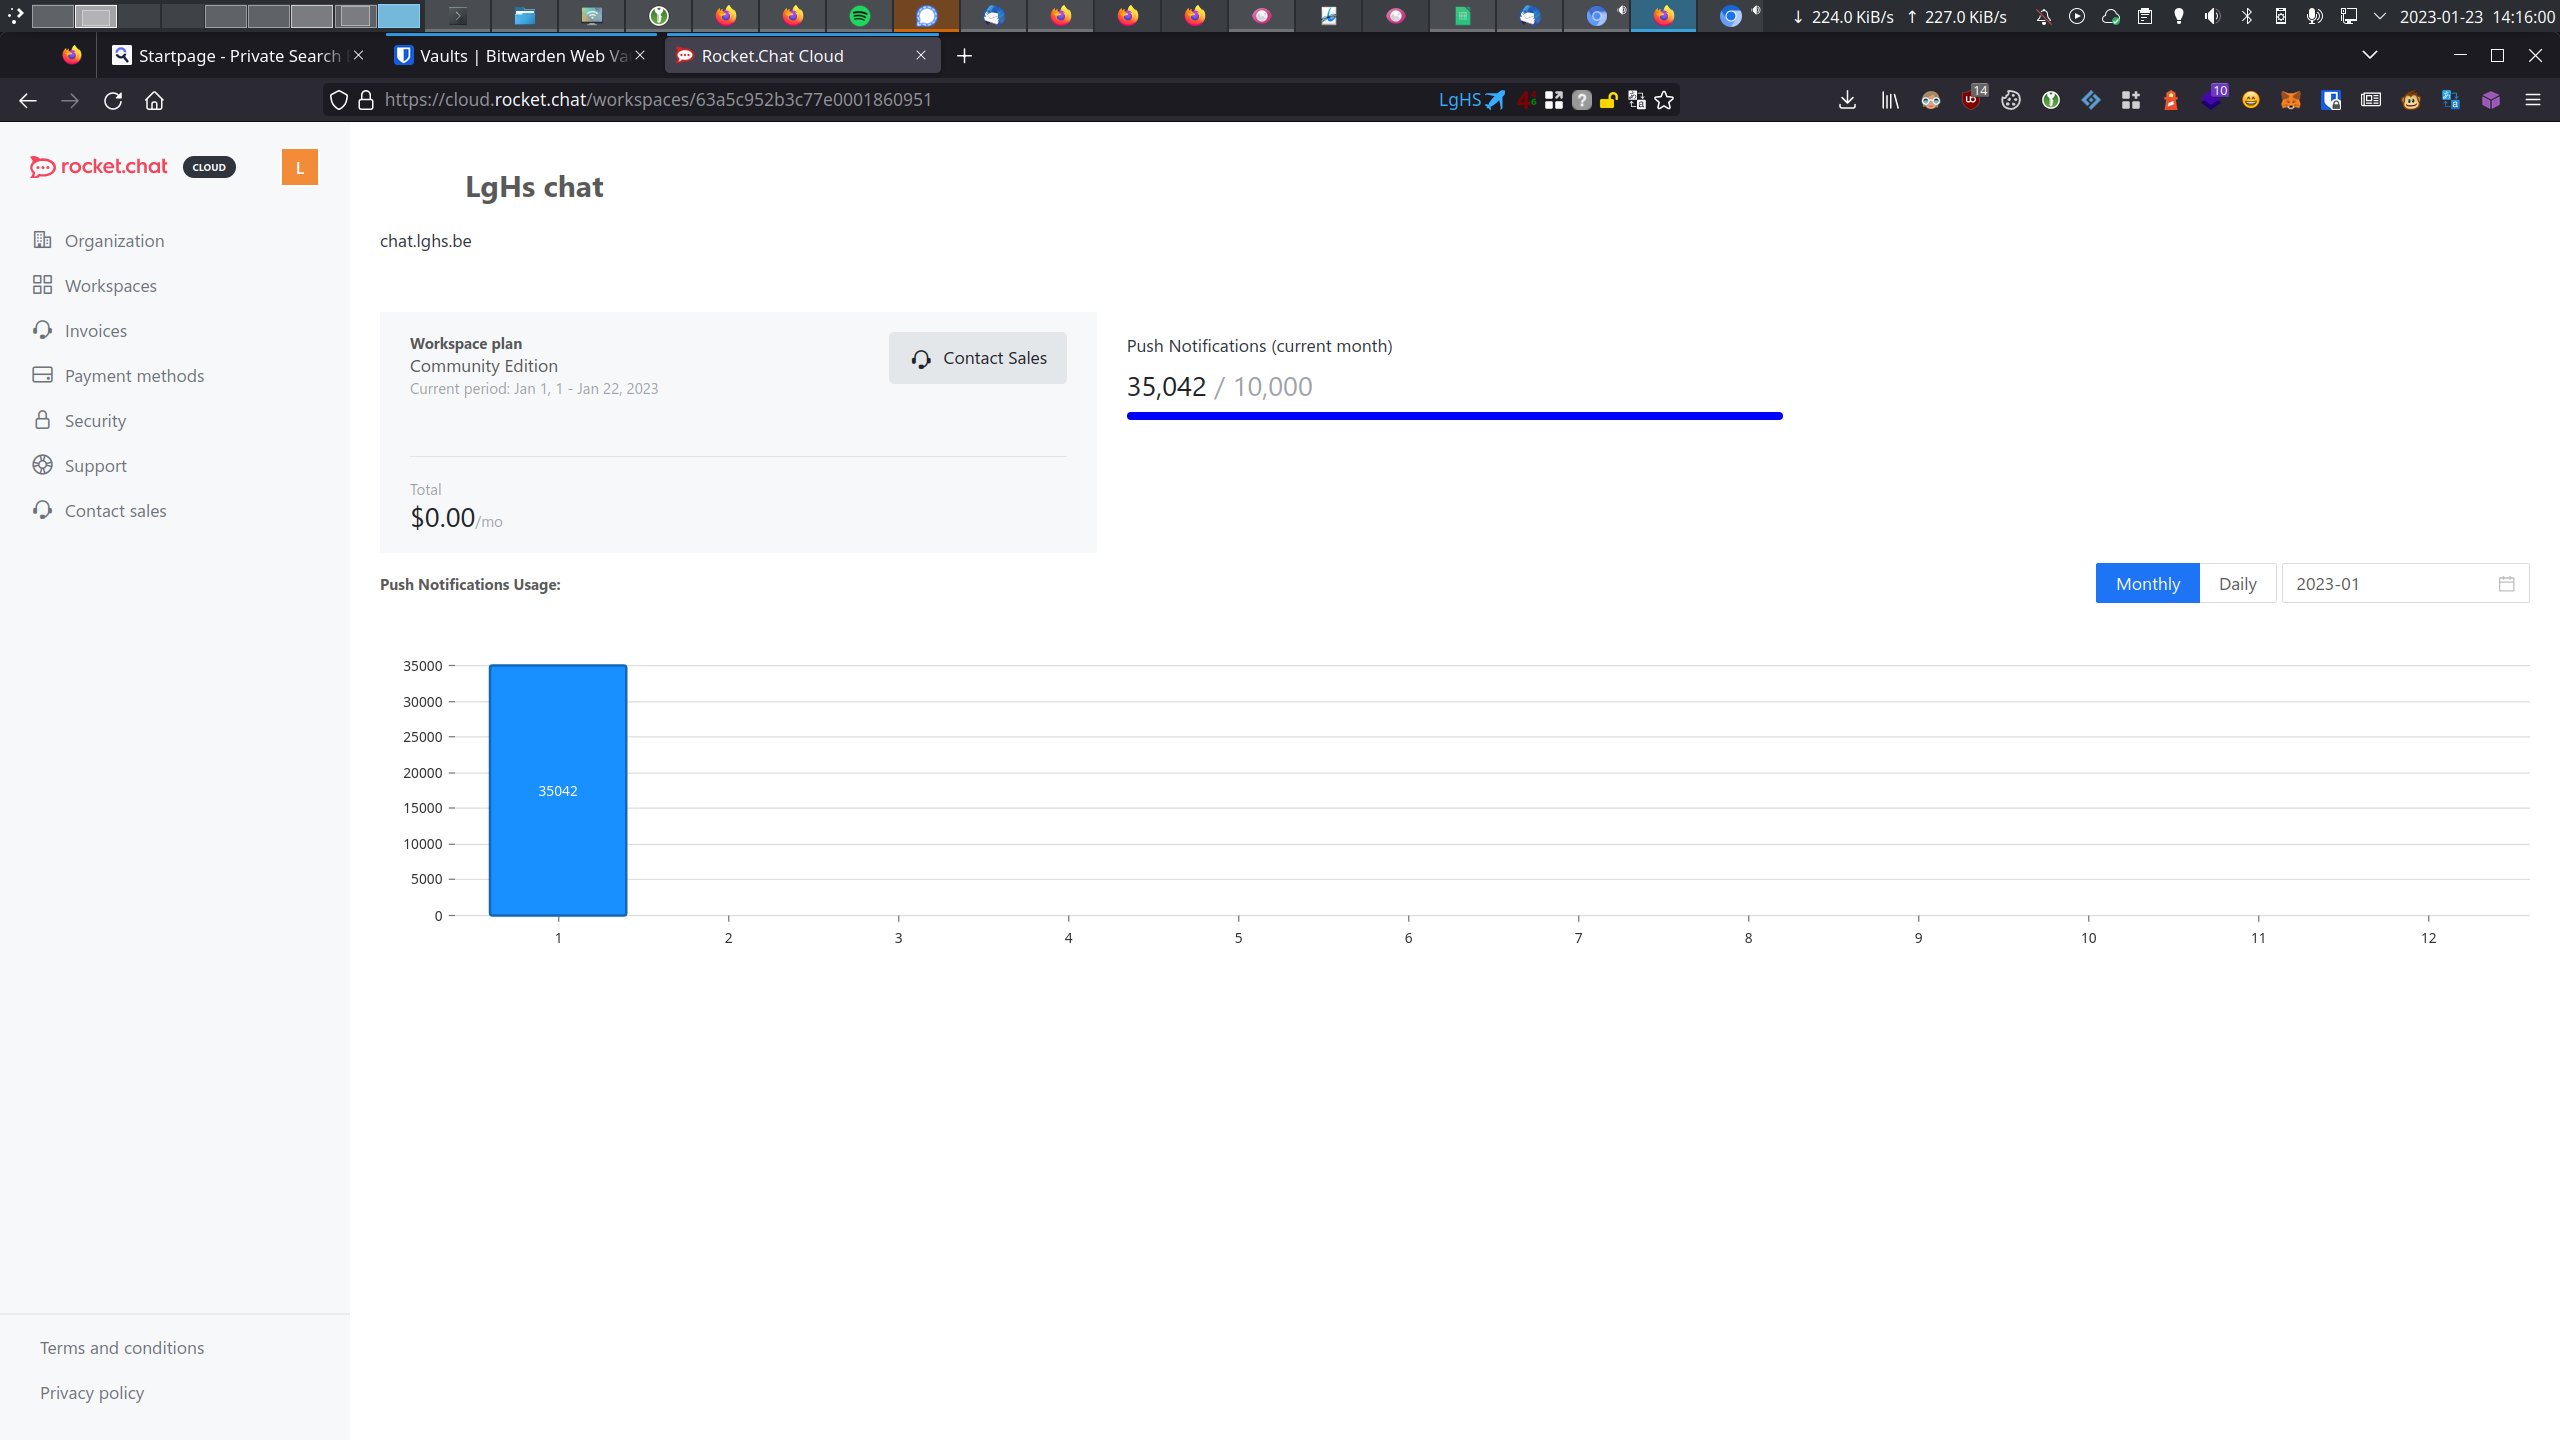 ↓ 224.0 KiB/s ↑ 227.0 KiB/s 2023-01-23 14:16:00
Startpage - Private Search
Vaults | Bitwarden Web Va
Rocket.Chat Cloud
https://cloud.rocket.chat/workspaces/63a5c952b3c77e0001860951
LgHS
14
10
rocket.chat CLOUD L
Organization
Workspaces
Invoices
Payment methods
Security
Support
Contact sales
Terms and conditions
Privacy policy
LgHs chat
chat.lghs.be
Workspace plan
Community Edition
Current period: Jan 1, 1 - Jan 22, 2023
Contact Sales
Total
$0.00/mo
Push Notifications (current month)
35,042 / 10,000
Push Notifications Usage:
Monthly Daily 2023-01
35000
30000
25000
20000
15000
10000
5000
0
35042
1 2 3 4 5 6 7 8 9 10 11 12